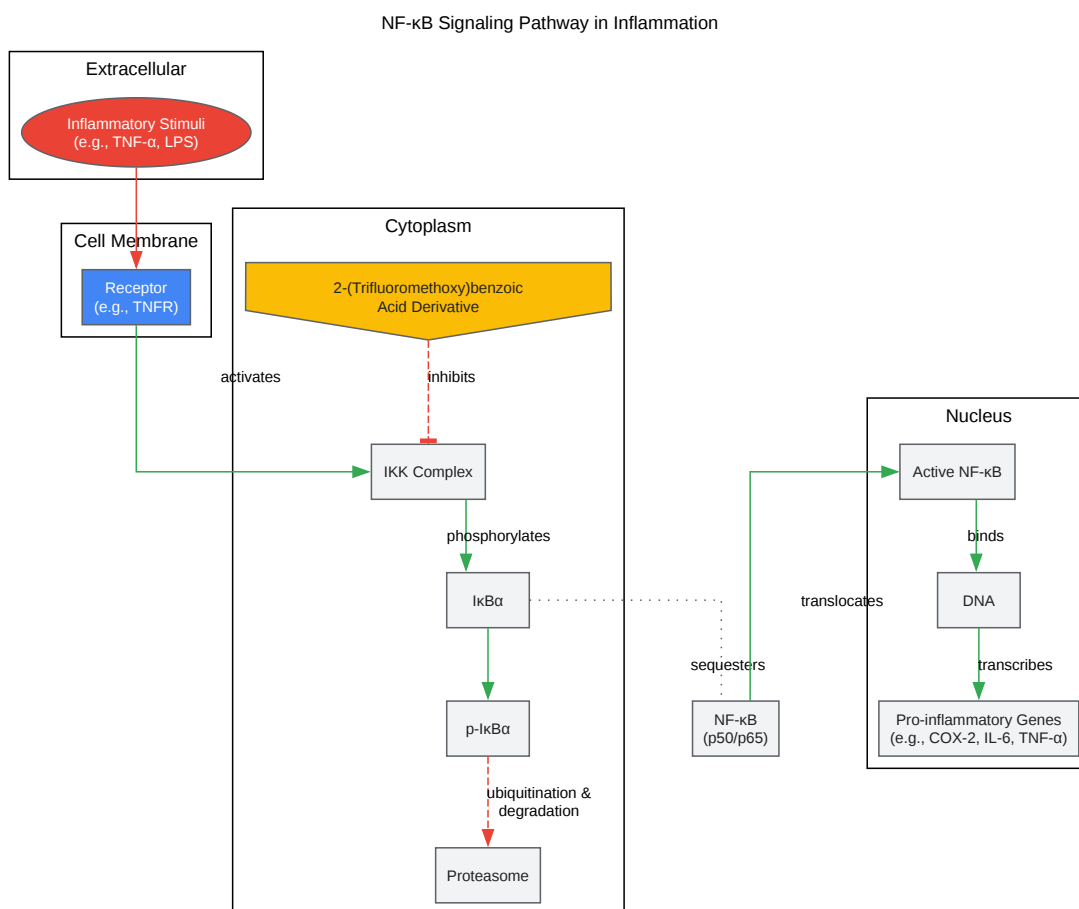 NF-κB Signaling Pathway in Inflammation
Extracellular
Inflammatory Stimuli
(e.g., TNF-α, LPS)
Cell Membrane
Receptor
(e.g., TNFR)
activates
Cytoplasm
2-(Trifluoromethoxy)benzoic
Acid Derivative
inhibits
IKK Complex
phosphorylates
IκBα
p-IκBα
ubiquitination &
degradation
Proteasome
sequesters
NF-κB
(p50/p65)
translocates
Nucleus
Active NF-κB
binds
DNA
transcribes
Pro-inflammatory Genes
(e.g., COX-2, IL-6, TNF-α)